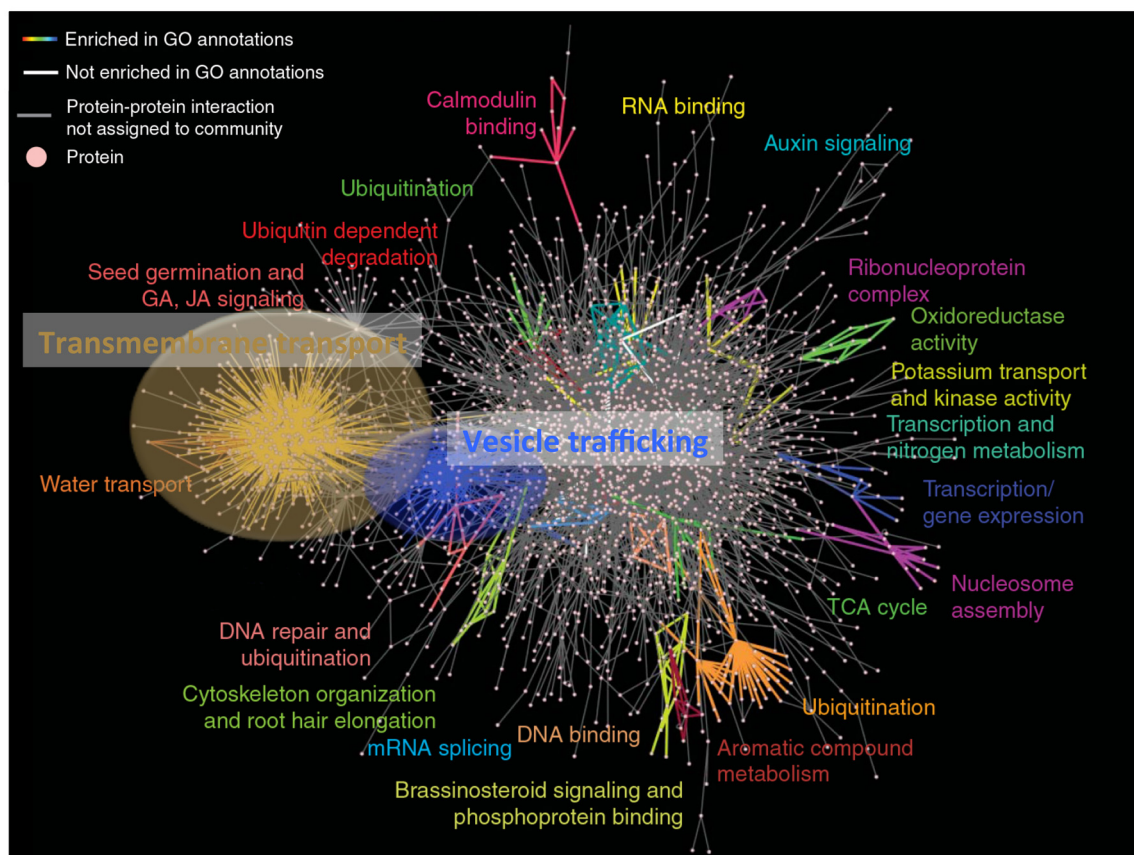 Enriched in GO annotations
Not enriched in GO annotations
Protein-protein interaction
not assigned to community
Protein
Calmodulin
binding
RNA binding
Auxin signaling
Ubiquitination
Ubiquitin dependent
degradation
Seed germination and
GA, JA signaling
Ribonucleoprotein
complex
Oxidoreductase
activity
Transmembrane transport
Potassium transport
and kinase activity
Vesicle trafficking
Transcription and
nitrogen metabolism
Water transport
Transcription/
gene expression
Nucleosome
assembly
TCA cycle
DNA repair and
ubiquitination
Cytoskeleton organization
and root hair elongation
mRNA splicing
DNA binding
Ubiquitination
Aromatic compound
metabolism
Brassinosteroid signaling and
phosphoprotein binding